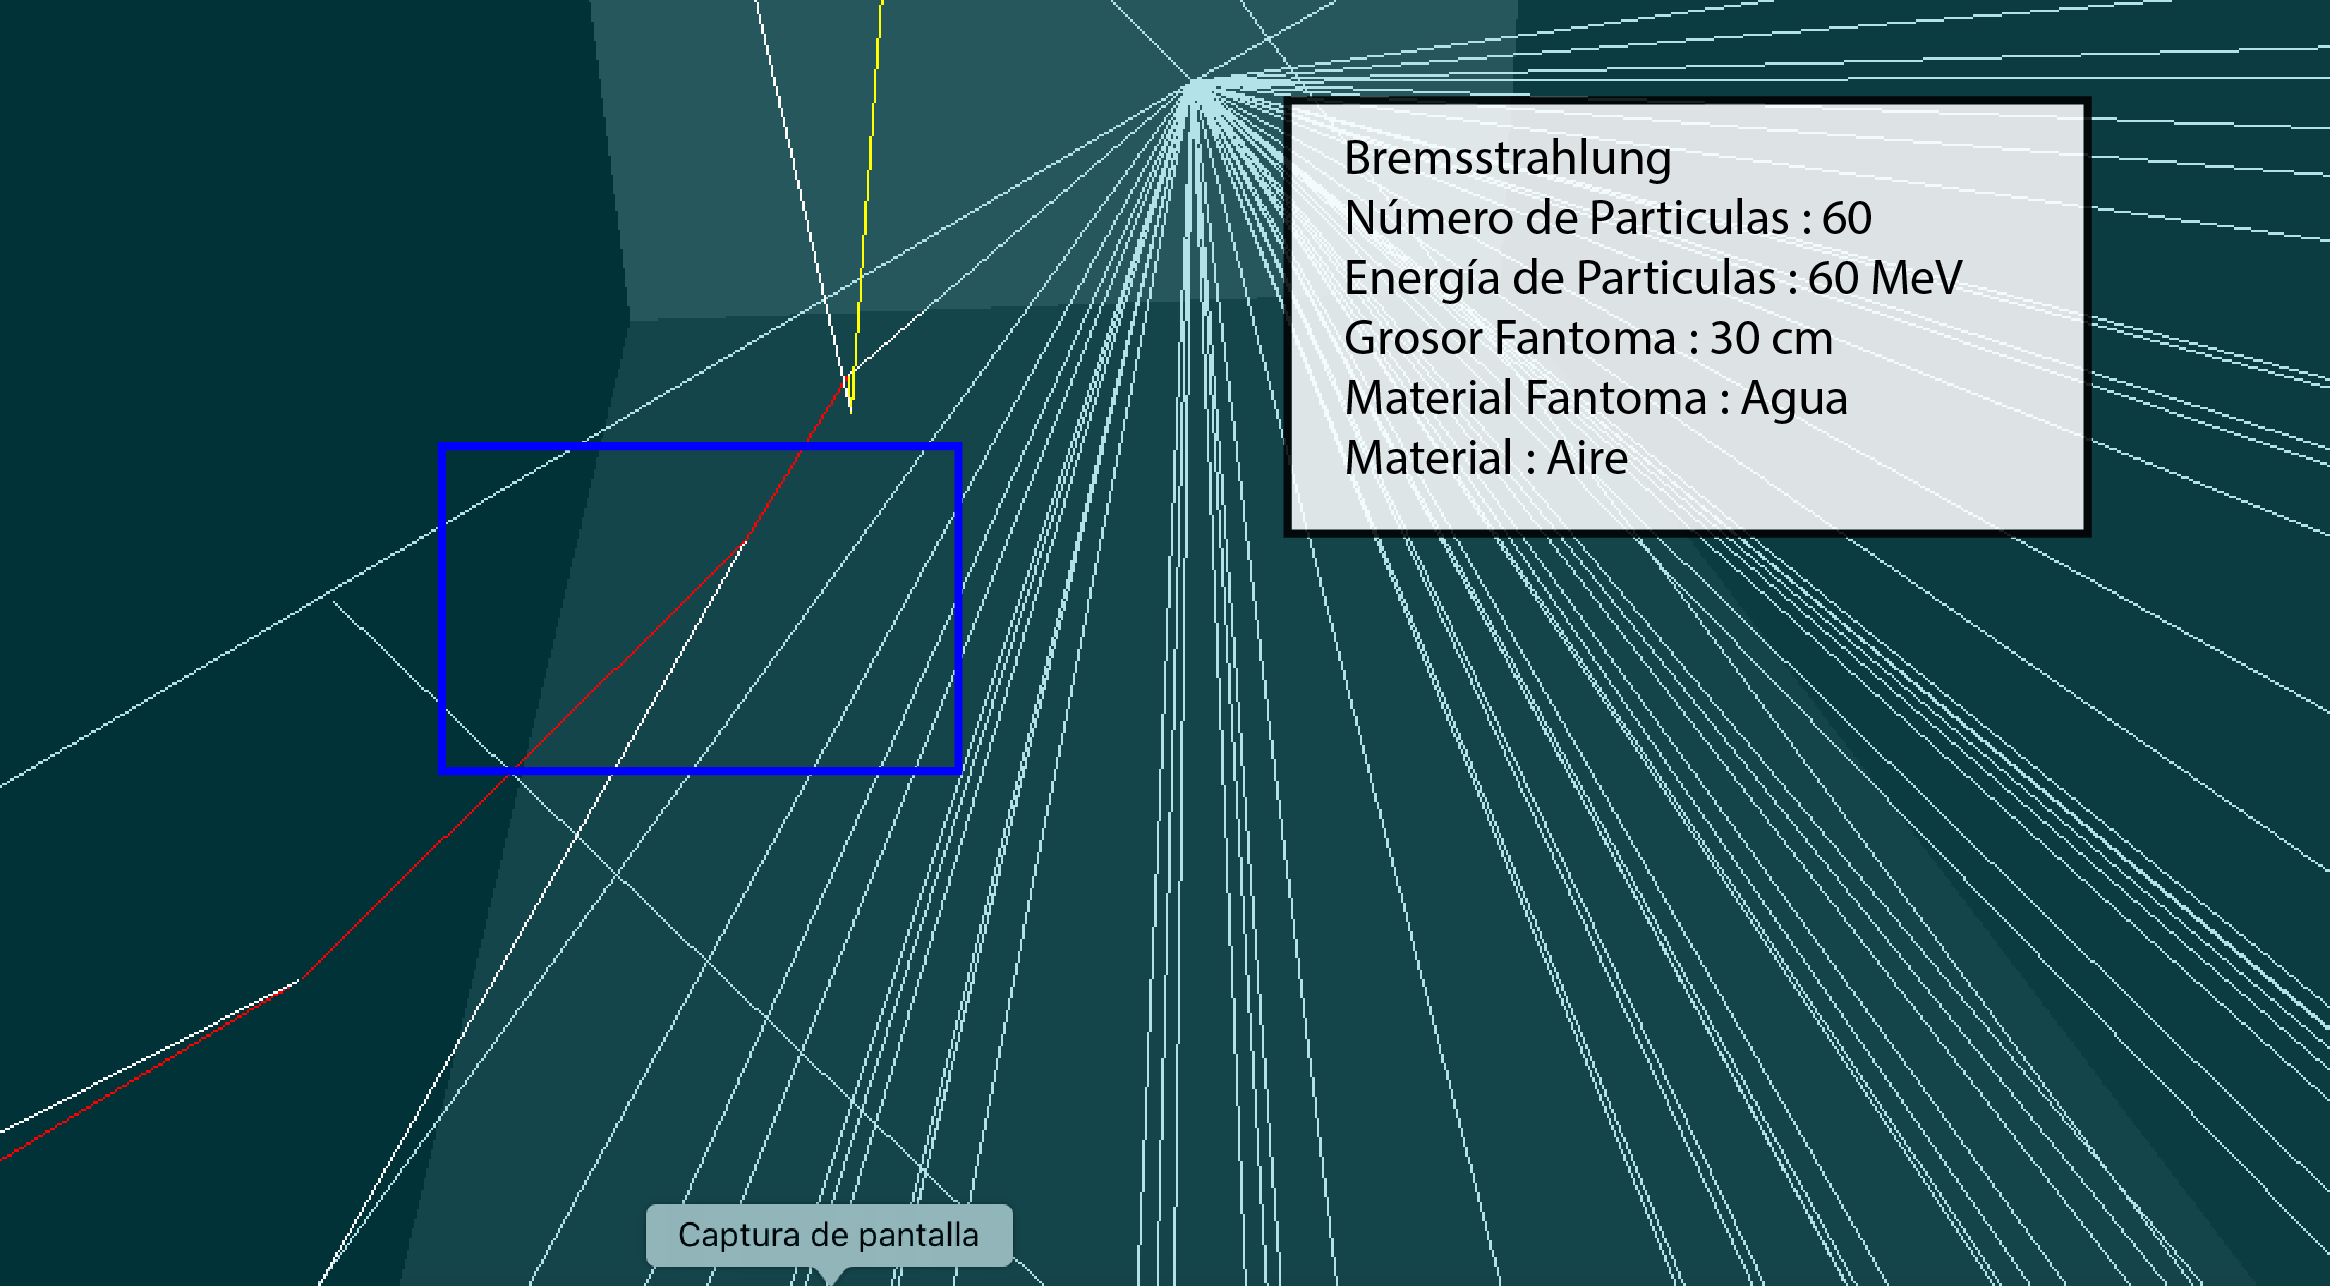 Bremsstrahlung
Número de Particulas : 60
Energía de Particulas : 60 MeV
Grosor Fantoma : 30 cm
Material Fantoma : Agua
Material : Aire
Captura de pantalla